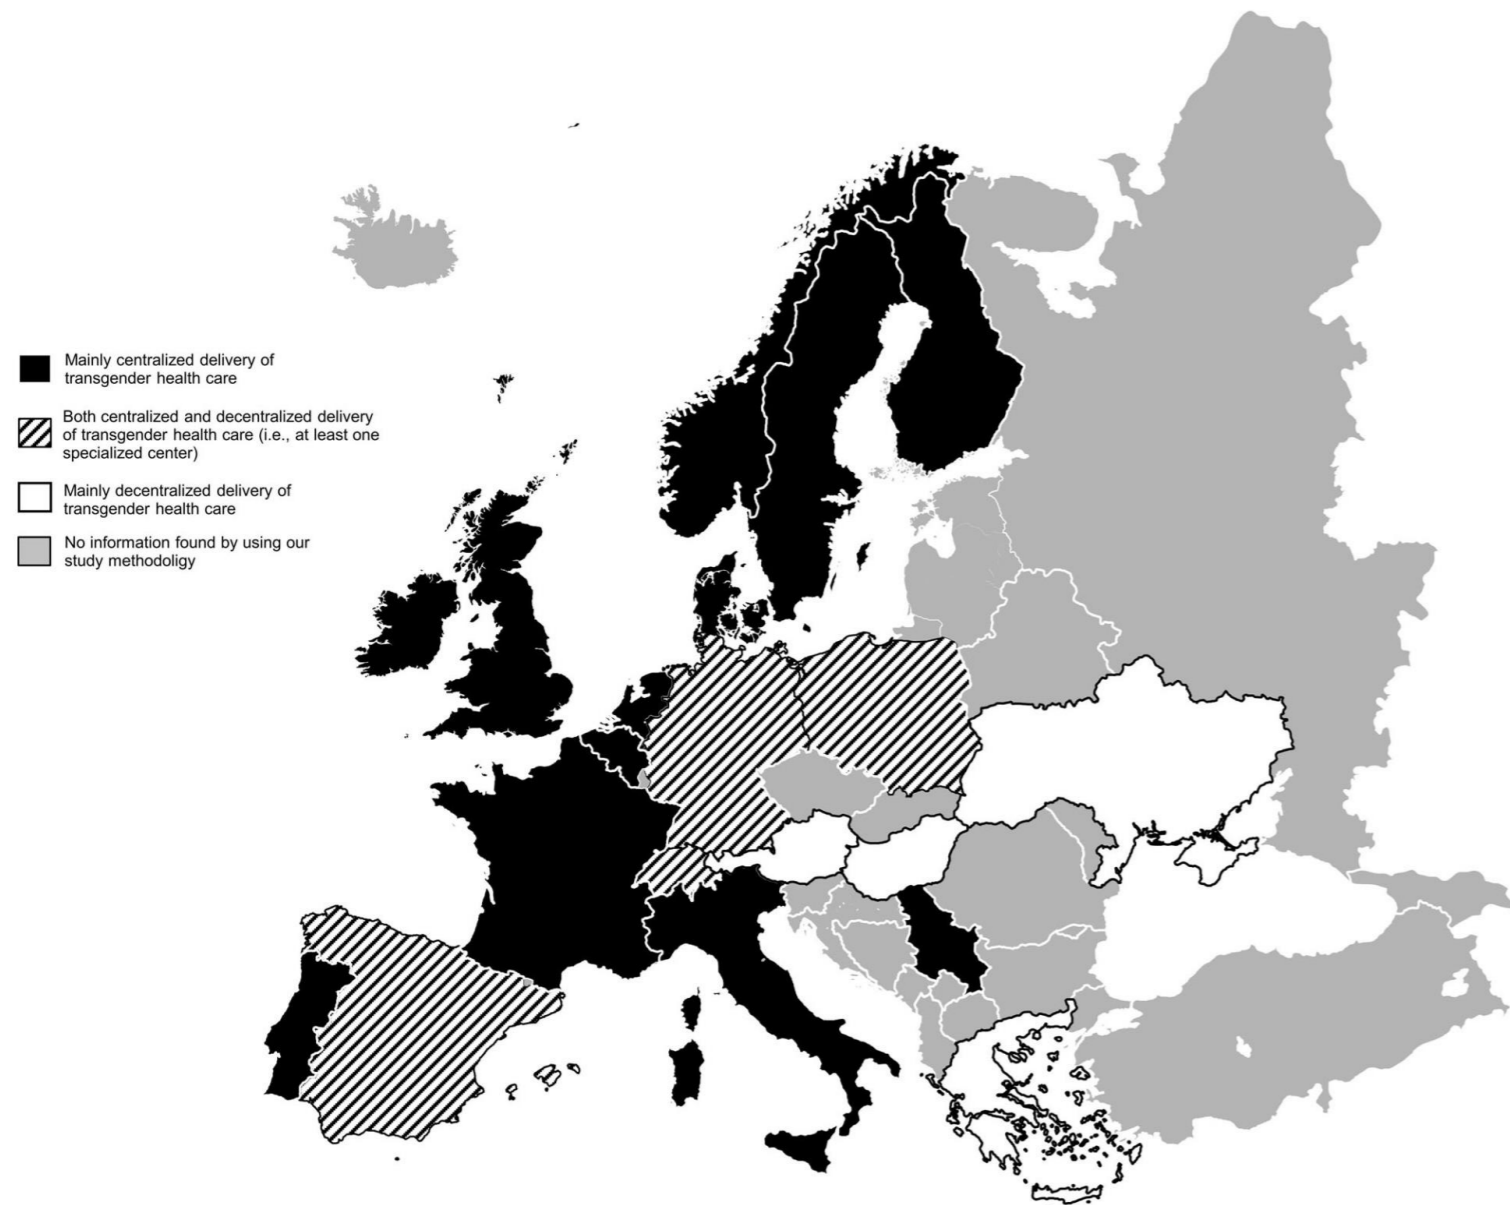 Mainly centralized delivery of
transgender health care
Both centralized and decentralized delivery
of transgender health care (i.e., at least one
specialized center)
Mainly decentralized delivery of
transgender health care
No information found by using our
study methodoligy